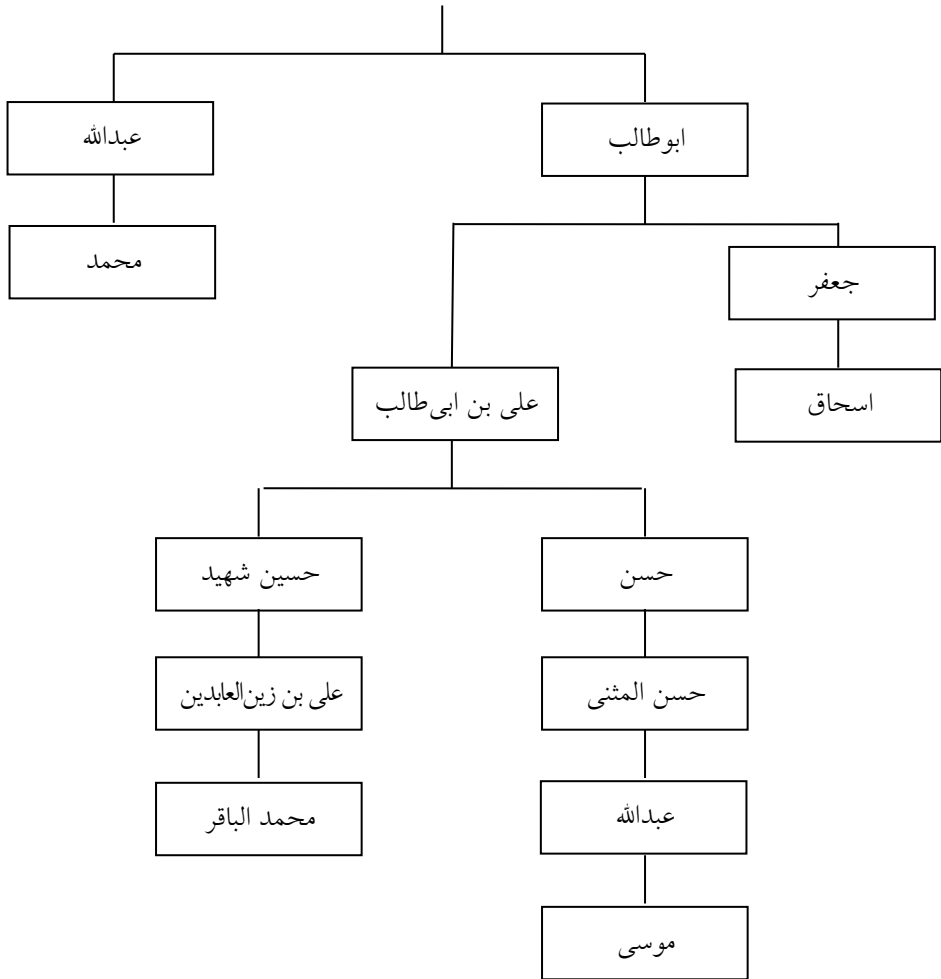 ابوطالب
عبدالله
جعفر
محمد
اسحاق
علی بن ابی‌طالب
حسن
حسین شهید
حسن المثنی
علی بن زین‌العابدین
عبدالله
محمد الباقر
موسی